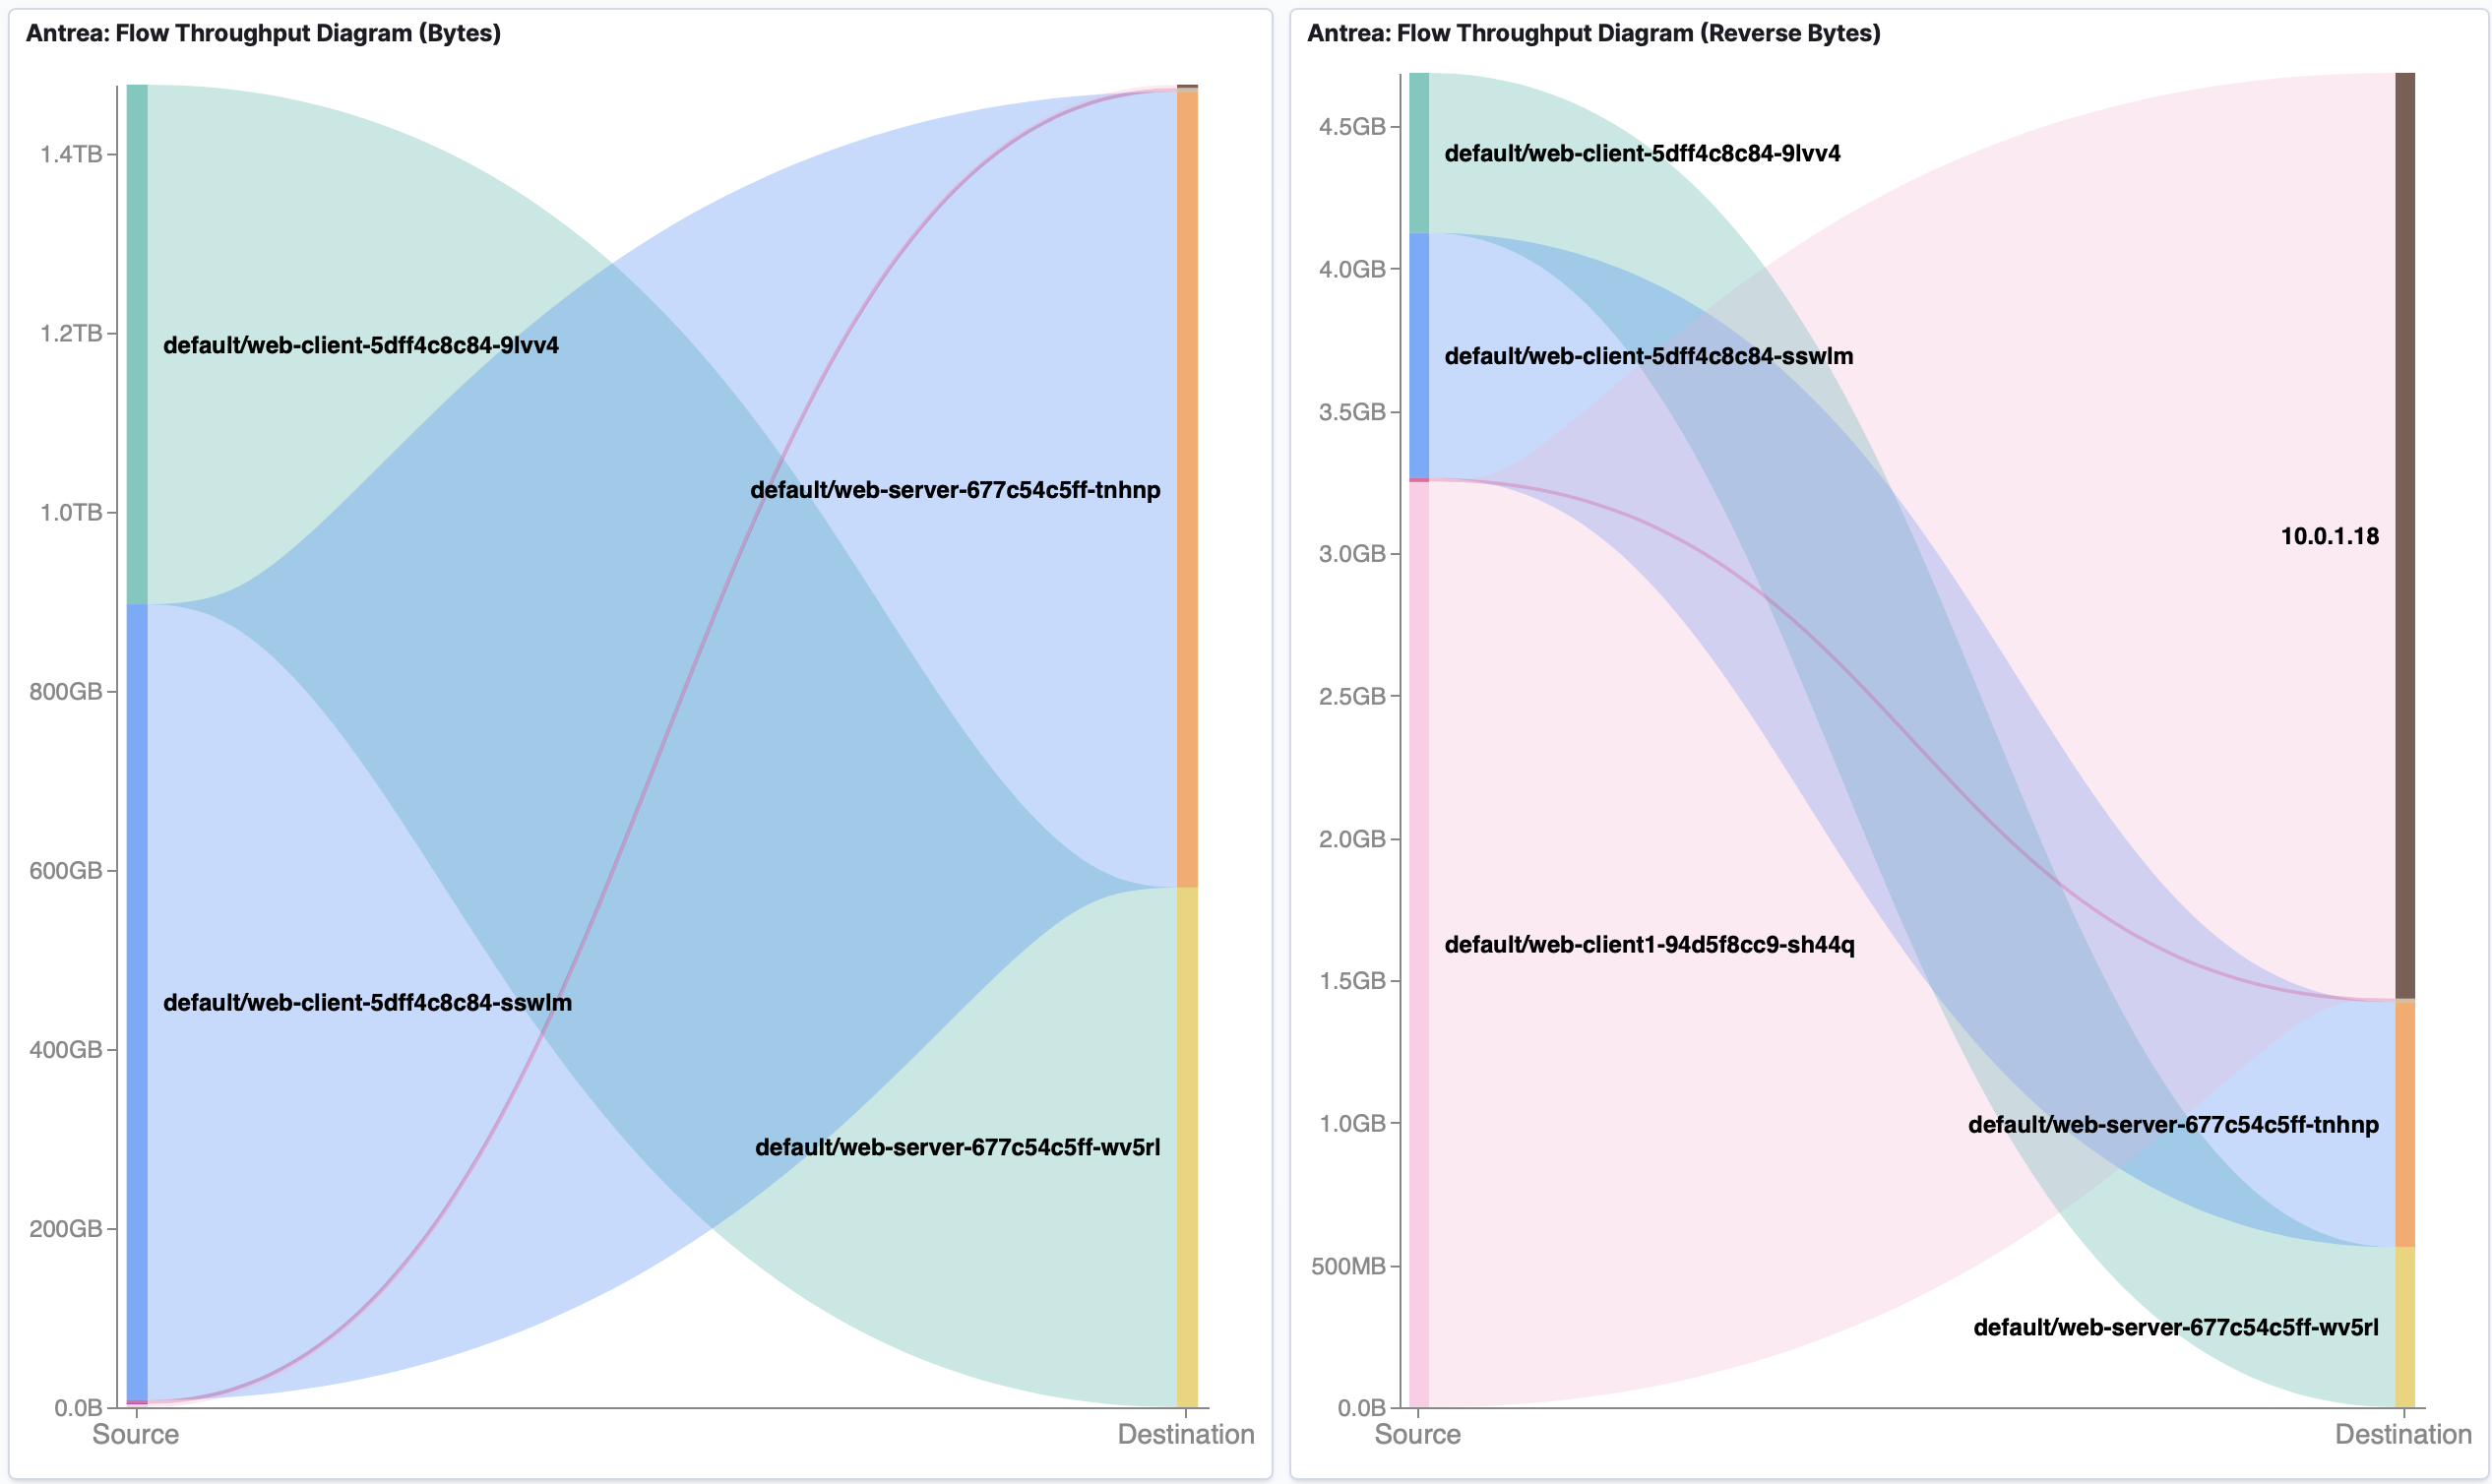 Antrea: Flow Throughput Diagram (Bytes)
1.4TB
1.2TB
1.0TB
800GB
600GB
400GB
200GB
0.0B
default/web-client-5dff4c8c84-9lvv4
default/web-server-677c54c5ff-tnhnp
default/web-client-5dff4c8c84-sswlm
default/web-server-677c54c5ff-wv5rl
Source
Destination
Antrea: Flow Throughput Diagram (Reverse Bytes)
4.5GB
4.0GB
3.5GB
3.0GB
2.5GB
2.0GB
1.5GB
1.0GB
500MB
0.0B
default/web-client-5dff4c8c84-9lvv4
default/web-client-5dff4c8c84-sswlm
10.0.1.18
default/web-client1-94d5f8cc9-sh44q
default/web-server-677c54c5ff-tnhnp
default/web-server-677c54c5ff-wv5rl
Source
Destination